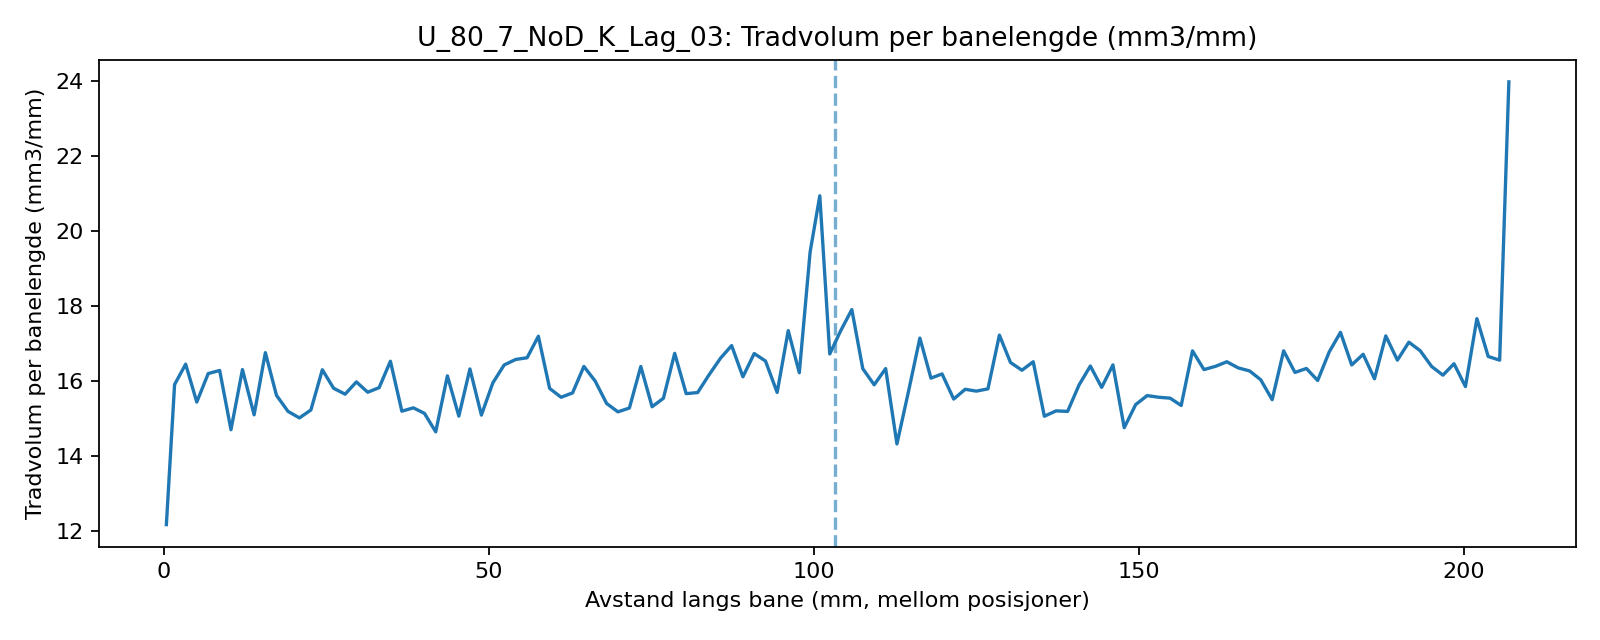 U_80_7_NoD_K_Lag_03: Tradvolum per banelengde (mm3/mm)
Tradvolum per banelengde (mm3/mm)
24
22
20
18
16
14
12
0 50 100 150 200
Avstand langs bane (mm, mellom posisjoner)